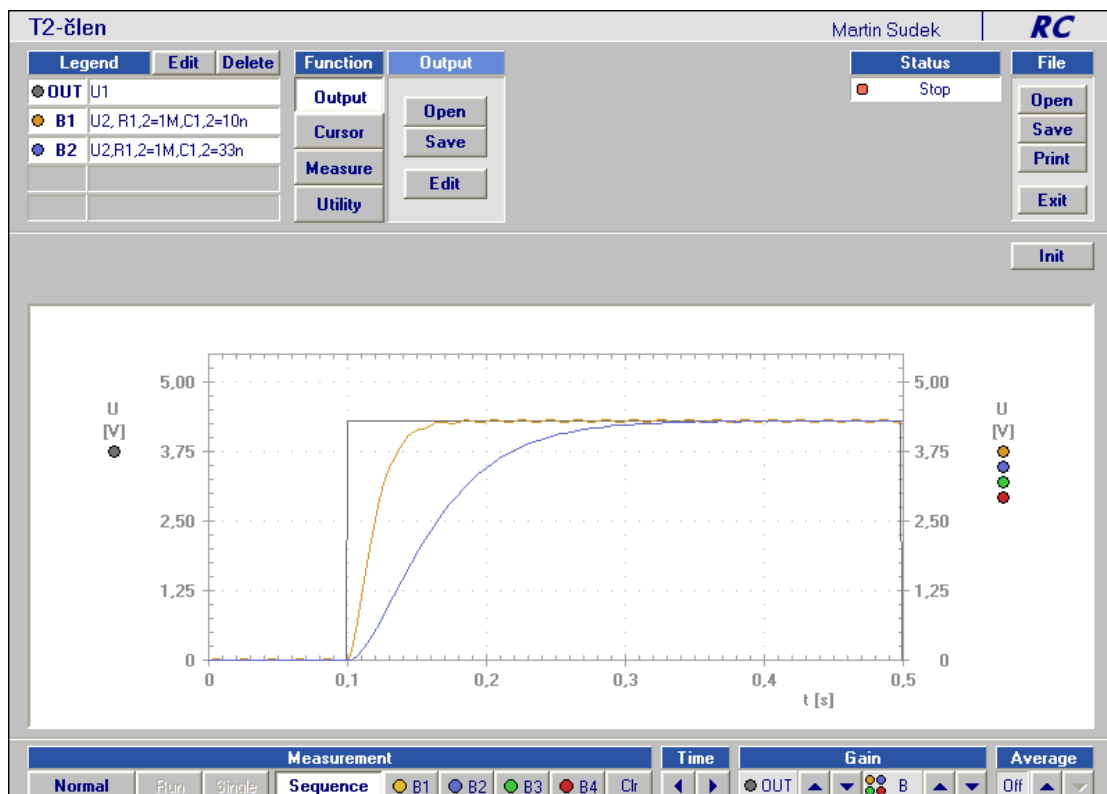 T2-člen Martin Sudek RC
Legend Edit Delete Function Output Status File
OUT U1 Output Stop Open
B1 U2, R1,2=1M,C1,2=10n Cursor Open Save
B2 U2,R1,2=1M,C1,2=33n Measure Save Print
Utility Edit Exit
Init
5,00 5,00
U U
[V] [V]
3,75 3,75
2,50 2,50
1,25 1,25
0 0
0 0,1 0,2 0,3 0,4 0,5
t [s]
Measurement Time Gain Average
Normal Run Single Sequence B1 B2 B3 B4 Clr OUT B Off